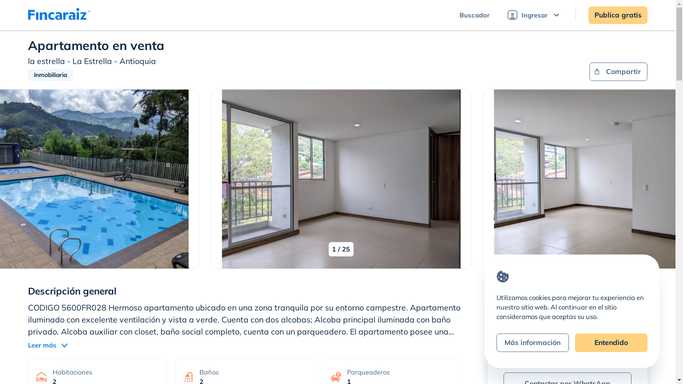 Fincaraiz
Buscador
Ingresar
Publica gratis
Apartamento en venta
la estrella - La Estrella - Antioquia
Inmobiliaria
Compartir
1 / 25
Descripción general
CODIGO 5600FR028 Hermoso apartamento ubicado en una zona tranquila por su entorno campestre. Apartamento
iluminado con excelente ventilación y vista a verde. Cuenta con dos alcobas; Alcoba principal iluminada con baño
privado. Alcoba auxiliar con closet, baño social completo, cuenta con un parqueadero. El apartamento posee una...
Leer más
Habitaciones
2
Baños
2
Parqueaderos
1
Utilizamos cookies para mejorar tu experiencia en
nuestro sitio web. Al continuar en el sitio
consideramos que aceptas su uso.
Más información
Entendido
Contactar por WhatsApp